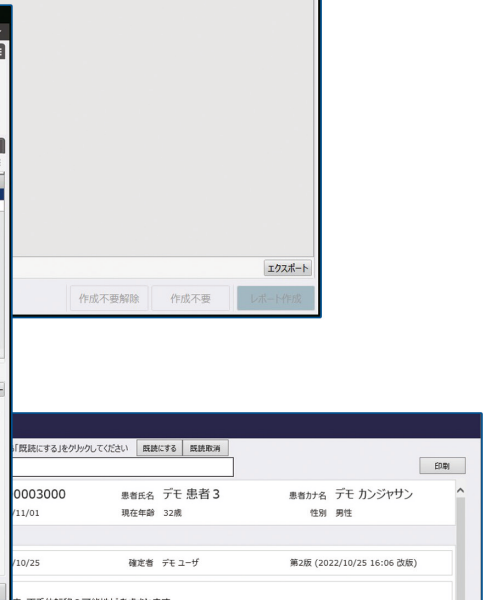 エクスポート
作成不要解除 作成不要 レポート作成
「既読にする」をクリックしてください 既読にする 既読取消
印刷
0003000 患者氏名 デモ 患者3 患者カナ名 デモ カンジャサン
/11/01 現在年齢 32歳 性別 男性
/10/25 確定者 デモ ユーザ 第2版 (2022/10/25 16:06 改版)